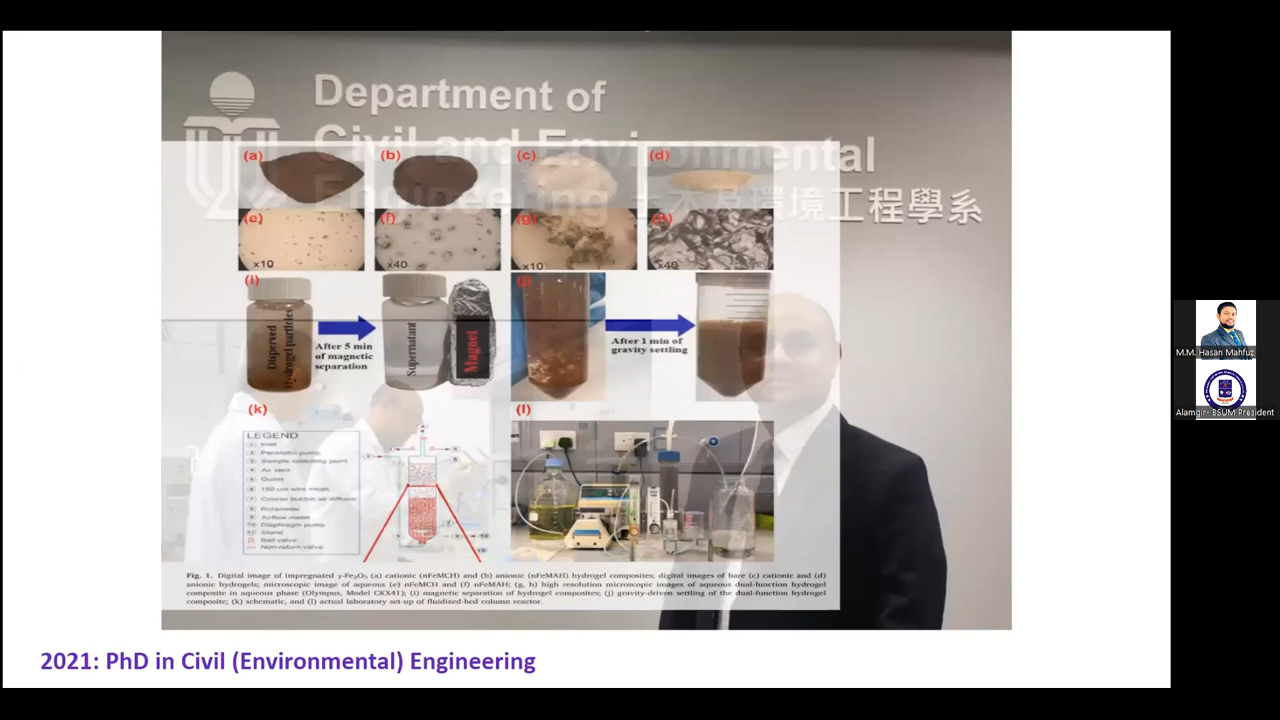 Department of
Civil and Environmental
Engineering 土木及環境工程學系
(a) (b) (c) (d)
(e) (f) (g) (h)
×10 ×40 ×10 ×40
(i) (j)
Dispersed
Hydrogel particles
After 5 min
of magnetic
separation
Supernatant
Magnet
After 1 min of
gravity settling
(k) (l)
LEGEND
Inlet
Peristaltic pump
Sample collecting point
Air vent
Outlet
150 um wire mesh
Course bubble air diffuser
Rotameter
Airflow meter
Diaphragm pump
Stand
Ball valve
Non-return valve
Fig. 1. Digital image of impregnated γ-Fe₂O₃ (a) cationic (nFeMCH) and (b) anionic (nFeMAH) hydrogel composites; digital images of bare (c) cationic and (d)
anionic hydrogels; microscopic image of aqueous (e) nFeMCH and (f) nFeMAH; (g, h) high resolution microscopic images of aqueous dual-function hydrogel
composite in aqueous phase (Olympus, Model CKX41); (i) magnetic separation of hydrogel composites; (j) gravity-driven settling of the dual-function hydrogel
composite; (k) schematic, and (l) actual laboratory set-up of fluidized-bed column reactor.
2021: PhD in Civil (Environmental) Engineering
M.M. Hasan Mahfuz
Alamgir- BSUM President